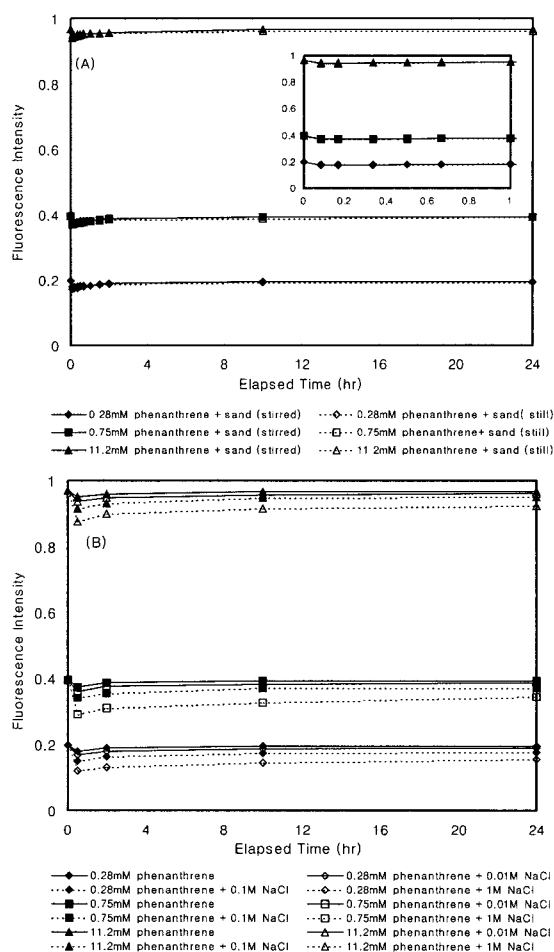 (A)
1
0.8
0.6
0.4
0.2
0
Fluorescence Intensity
1
0.8
0.6
0.4
0.2
0
0 0.2 0.4 0.6 0.8 1
0 4 8 12 16 20 24
Elapsed Time (hr)
0.28mM phenanthrene + sand (stirred)
0.28mM phenanthrene + sand( still)
0.75mM phenanthrene + sand (stirred)
0.75mM phenanthrene+ sand (still)
11.2mM phenanthrene + sand (stirred)
11.2mM phenanthrene + sand (still)
(B)
1
0.8
0.6
0.4
0.2
0
Fluorescence Intensity
0 4 8 12 16 20 24
Elapsed Time (hr)
0.28mM phenanthrene
0.28mM phenanthrene + 0.01M NaCl
0.28mM phenanthrene + 0.1M NaCl
0.28mM phenanthrene + 1M NaCl
0.75mM phenanthrene
0.75mM phenanthrene + 0.01M NaCl
0.75mM phenanthrene + 0.1M NaCl
0.75mM phenanthrene + 1M NaCl
11.2mM phenanthrene
11.2mM phenanthrene + 0.01M NaCl
11.2mM phenanthrene + 0.1M NaCl
11.2mM phenanthrene + 1M NaCl